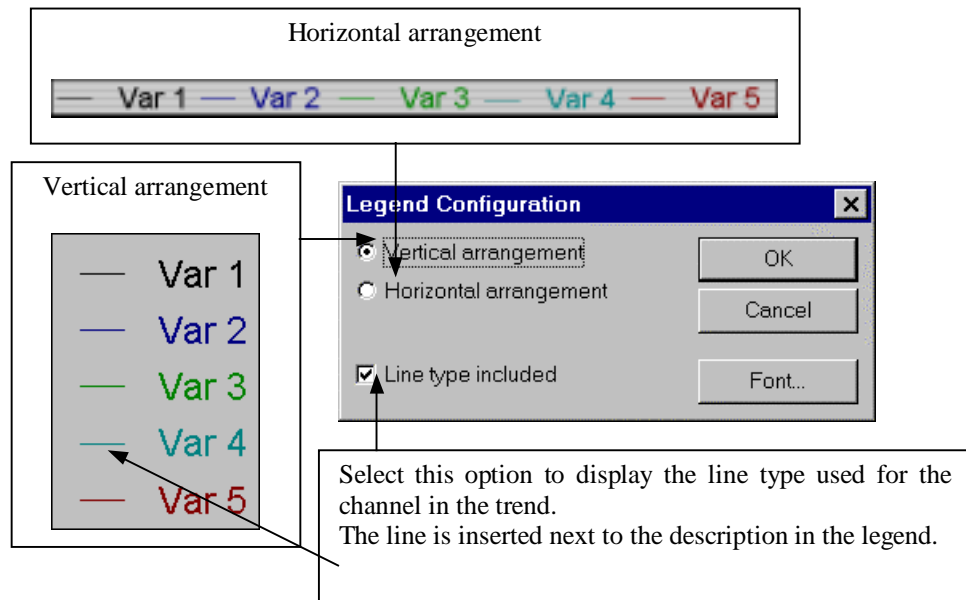 Horizontal arrangement
Var 1 Var 2 Var 3 Var 4 Var 5
Vertical arrangement
Var 1
Var 2
Var 3
Var 4
Var 5
Legend Configuration
Vertical arrangement
Horizontal arrangement
Line type included
OK
Cancel
Font...
Select this option to display the line type used for the
channel in the trend.
The line is inserted next to the description in the legend.